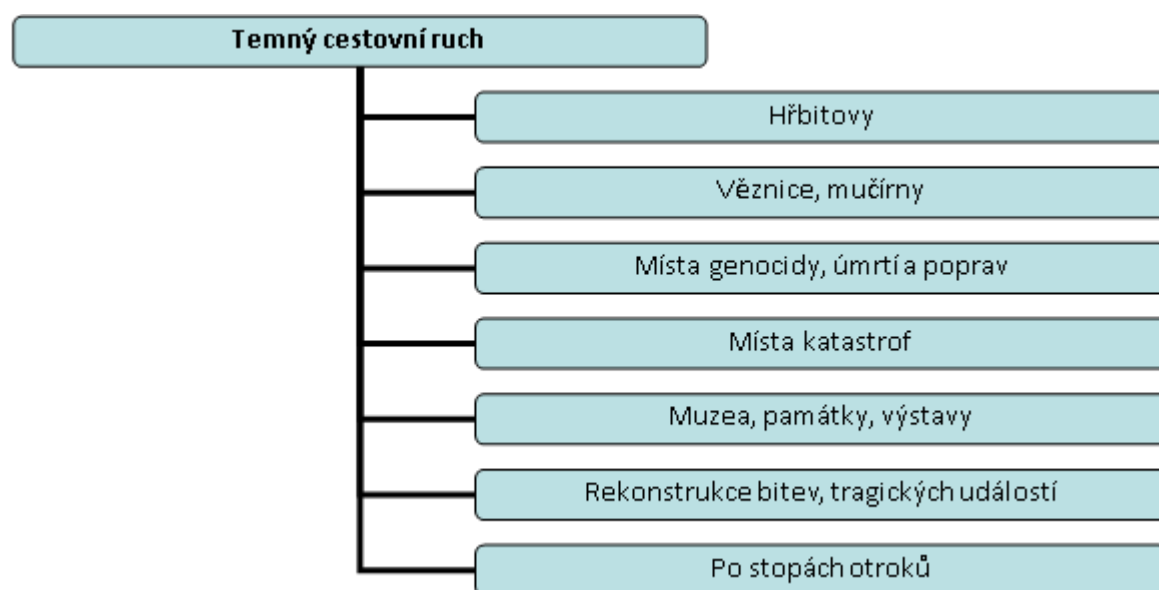 Temný cestovní ruch
Hřbitovy
Věznice, mučírny
Místa genocidy, úmrtí a poprav
Místa katastrof
Muzea, památky, výstavy
Rekonstrukce bitev, tragických událostí
Po stopách otroků